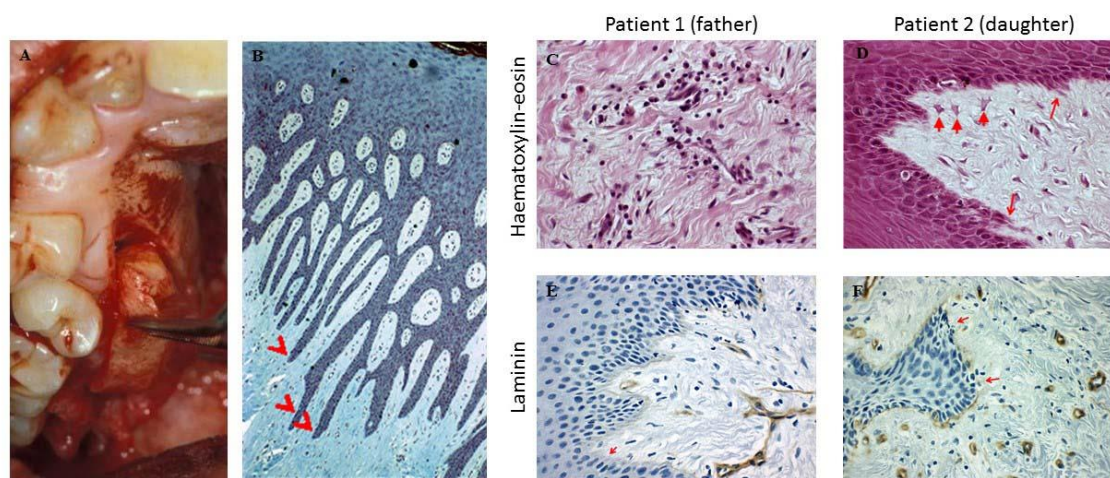 Patient 1 (father)
Patient 2 (daughter)
A
B
C
D
Haematoxylin-eosin
E
F
Laminin